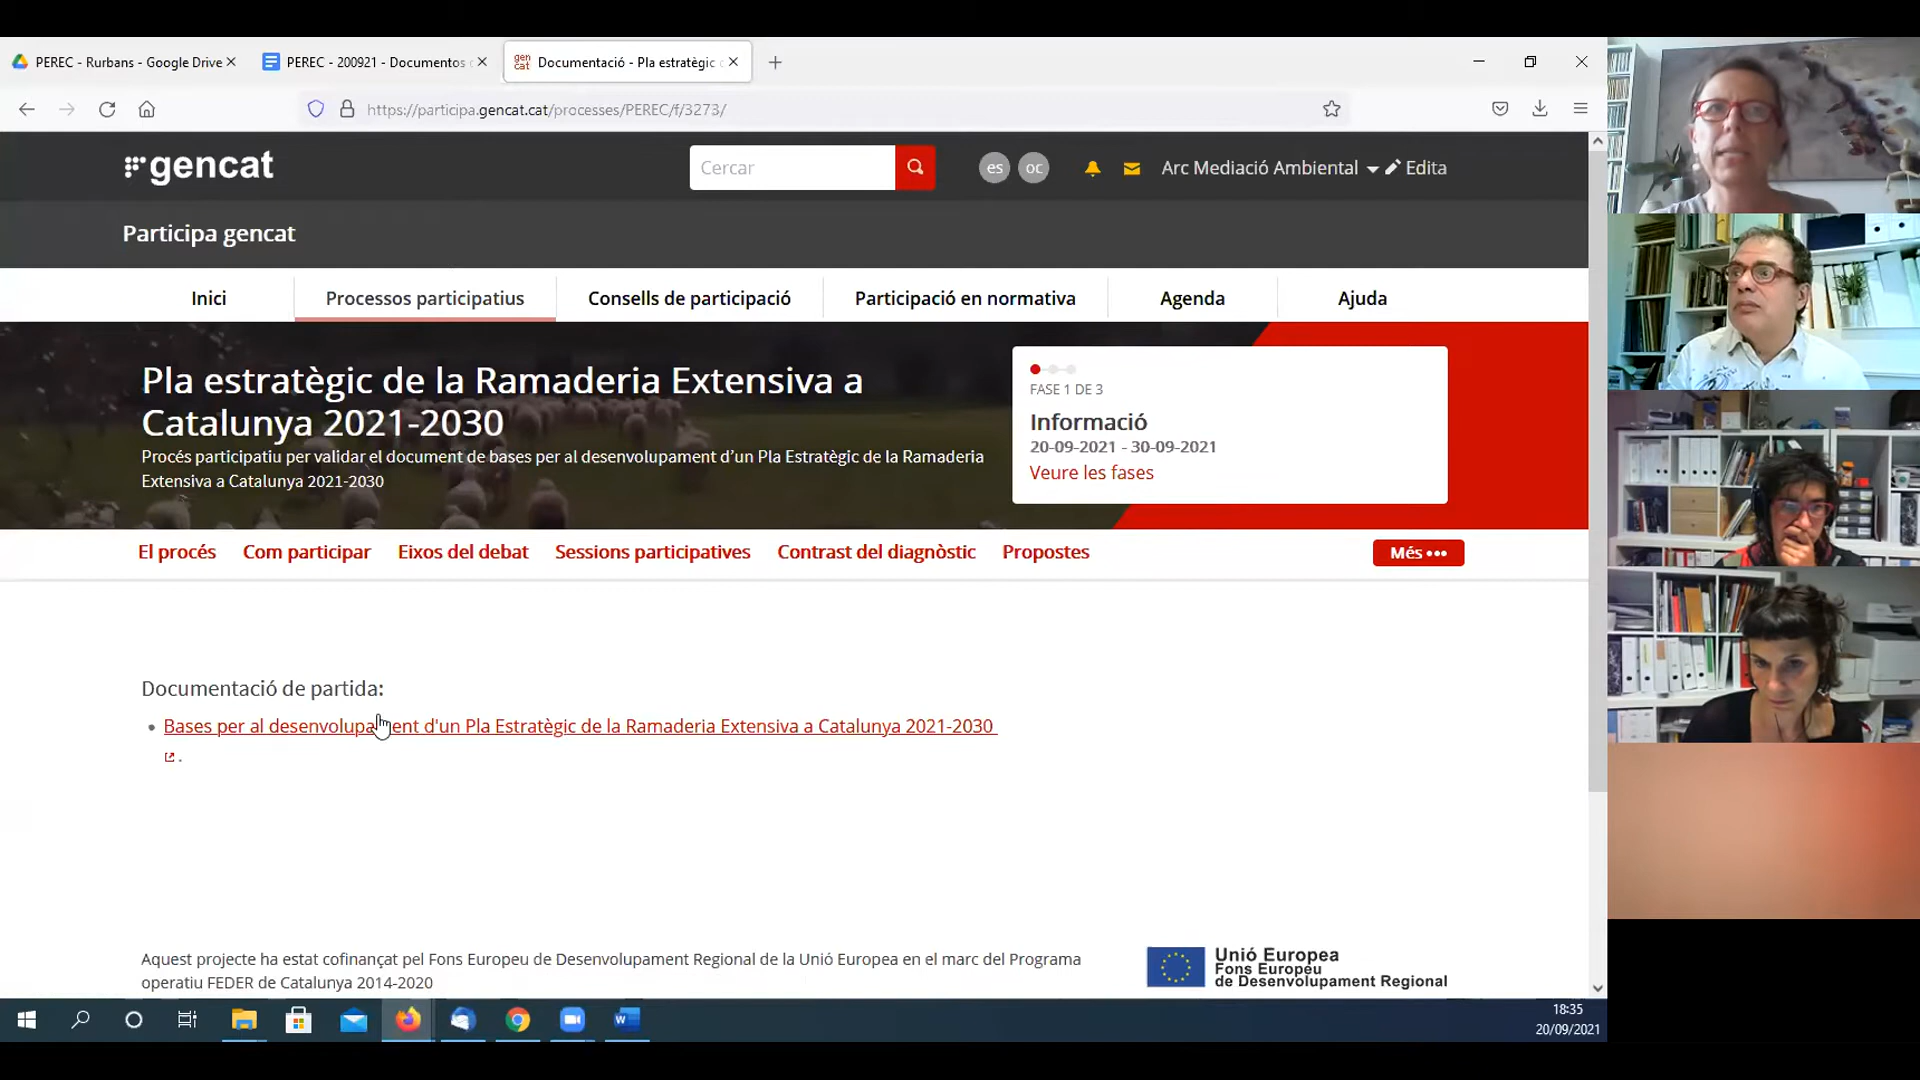 PEREC - Rurbans - Google Drive
PEREC - 200921 - Documentos
gen cat
Documentació - Pla estratègic
https://participa.gencat.cat/processes/PEREC/f/3273/
gencat
Cercar
es
oc
Arc Mediació Ambiental
Edita
Participa gencat
Inici
Processos participatius
Consells de participació
Participació en normativa
Agenda
Ajuda
Pla estratègic de la Ramaderia Extensiva a
Catalunya 2021-2030
Procés participatiu per validar el document de bases per al desenvolupament d’un Pla Estratègic de la Ramaderia
Extensiva a Catalunya 2021-2030
FASE 1 DE 3
Informació
20-09-2021 - 30-09-2021
Veure les fases
El procés
Com participar
Eixos del debat
Sessions participatives
Contrast del diagnòstic
Propostes
Més •••
Documentació de partida:
• Bases per al desenvolupament d'un Pla Estratègic de la Ramaderia Extensiva a Catalunya 2021-2030
.
Aquest projecte ha estat cofinançat pel Fons Europeu de Desenvolupament Regional de la Unió Europea en el marc del Programa
operatiu FEDER de Catalunya 2014-2020
Unió Europea
Fons Europeu
de Desenvolupament Regional
18:35
20/09/2021